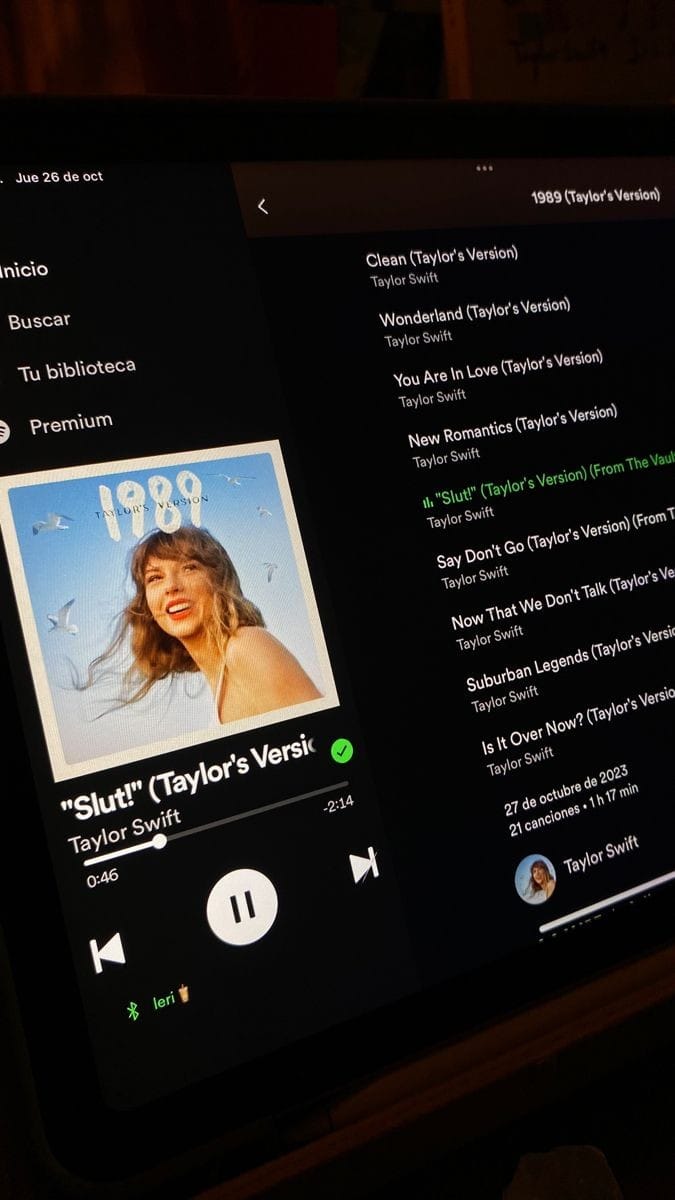 Jue 26 de oct
Inicio
Buscar
Tu biblioteca
Premium
1989
TAYLOR'S VERSION
"Slut!" (Taylor's Versi
Taylor Swift
0:46
-2:14
leri
1989 (Taylor's Version)
Clean (Taylor's Version)
Taylor Swift
Wonderland (Taylor's Version)
Taylor Swift
You Are In Love (Taylor's Version)
Taylor Swift
New Romantics (Taylor's Version)
Taylor Swift
"Slut!" (Taylor's Version) (From The Vaul
Taylor Swift
Say Don't Go (Taylor's Version) (From T
Taylor Swift
Now That We Don't Talk (Taylor's Ve
Taylor Swift
Suburban Legends (Taylor's Versio
Taylor Swift
Is It Over Now? (Taylor's Versio
Taylor Swift
27 de octubre de 2023
21 canciones • 1 h 17 min
Taylor Swift